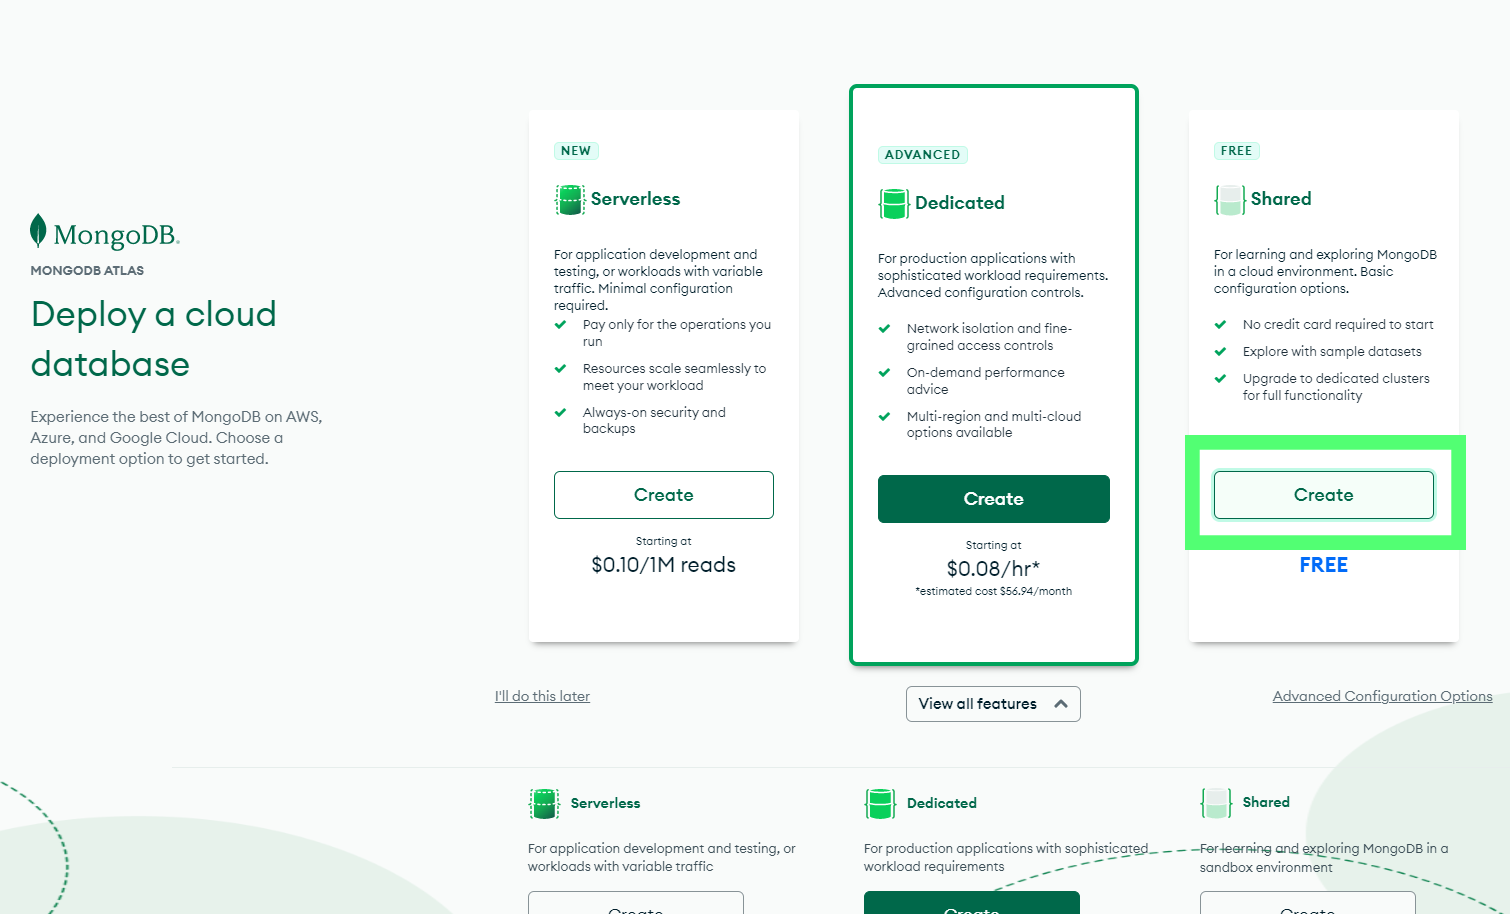 MongoDB.
MONGODB ATLAS
Deploy a cloud
database
Experience the best of MongoDB on AWS,
Azure, and Google Cloud. Choose a
deployment option to get started.
NEW
Serverless
For application development and
testing, or workloads with variable
traffic. Minimal configuration
required.
Pay only for the operations you
run
Resources scale seamlessly to
meet your workload
Always-on security and
backups
Create
Starting at
$0.10/1M reads
ADVANCED
Dedicated
For production applications with
sophisticated workload requirements.
Advanced configuration controls.
Network isolation and fine-
grained access controls
On-demand performance
advice
Multi-region and multi-cloud
options available
Create
Starting at
$0.08/hr*
*estimated cost $56.94/month
FREE
Shared
For learning and exploring MongoDB
in a cloud environment. Basic
configuration options.
No credit card required to start
Explore with sample datasets
Upgrade to dedicated clusters
for full functionality
Create
FREE
I'll do this later
View all features
Advanced Configuration Options
Serverless
For application development and testing, or
workloads with variable traffic
Create
Dedicated
For production applications with sophisticated
workload requirements
Create
Shared
For learning and exploring MongoDB in a
sandbox environment
Create